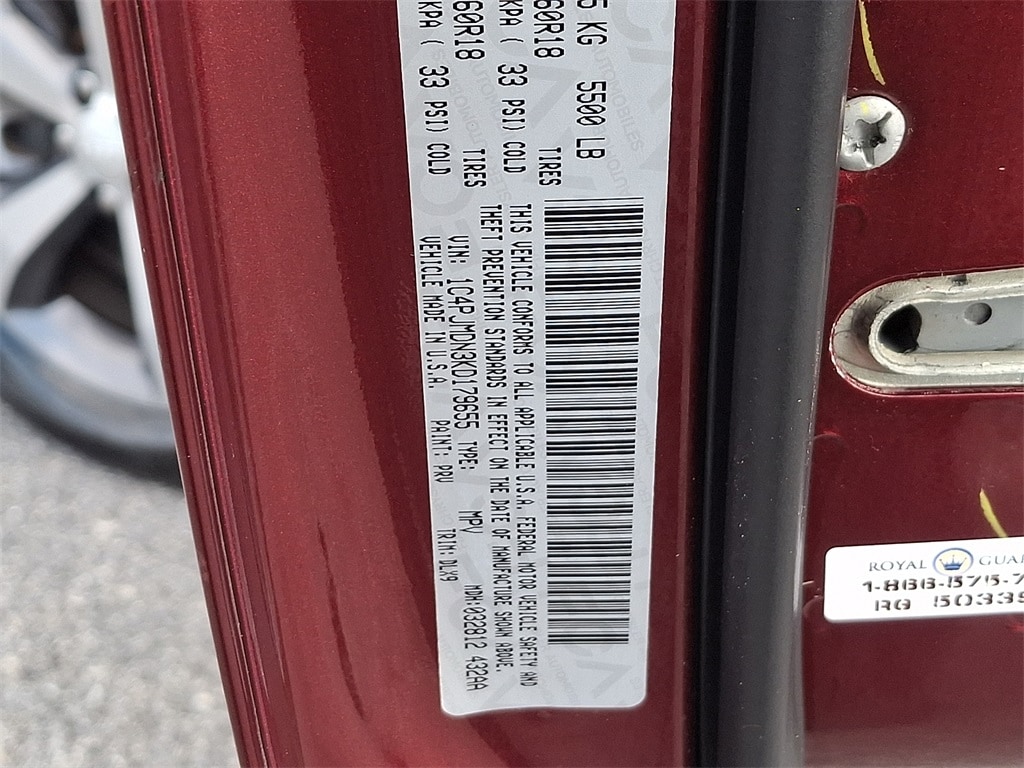 5 KG 5500 LB
60R18 TIRES
KPA ( 33 PSI) COLD
60R18 TIRES
KPA ( 33 PSI) COLD
THIS VEHICLE CONFORMS TO ALL APPLICABLE U.S.A. FEDERAL MOTOR VEHICLE SAFETY AND
THEFT PREVENTION STANDARDS IN EFFECT ON THE DATE OF MANUFACTURE SHOWN ABOVE.
VIN: 1C4PJMDN3KD179655 TYPE: MPV MDH:032812 432AA
VEHICLE MADE IN U.S.A PAINT: PRV TRIM: DLX9
ROYAL GUA
1-866-575-7
RG 50339